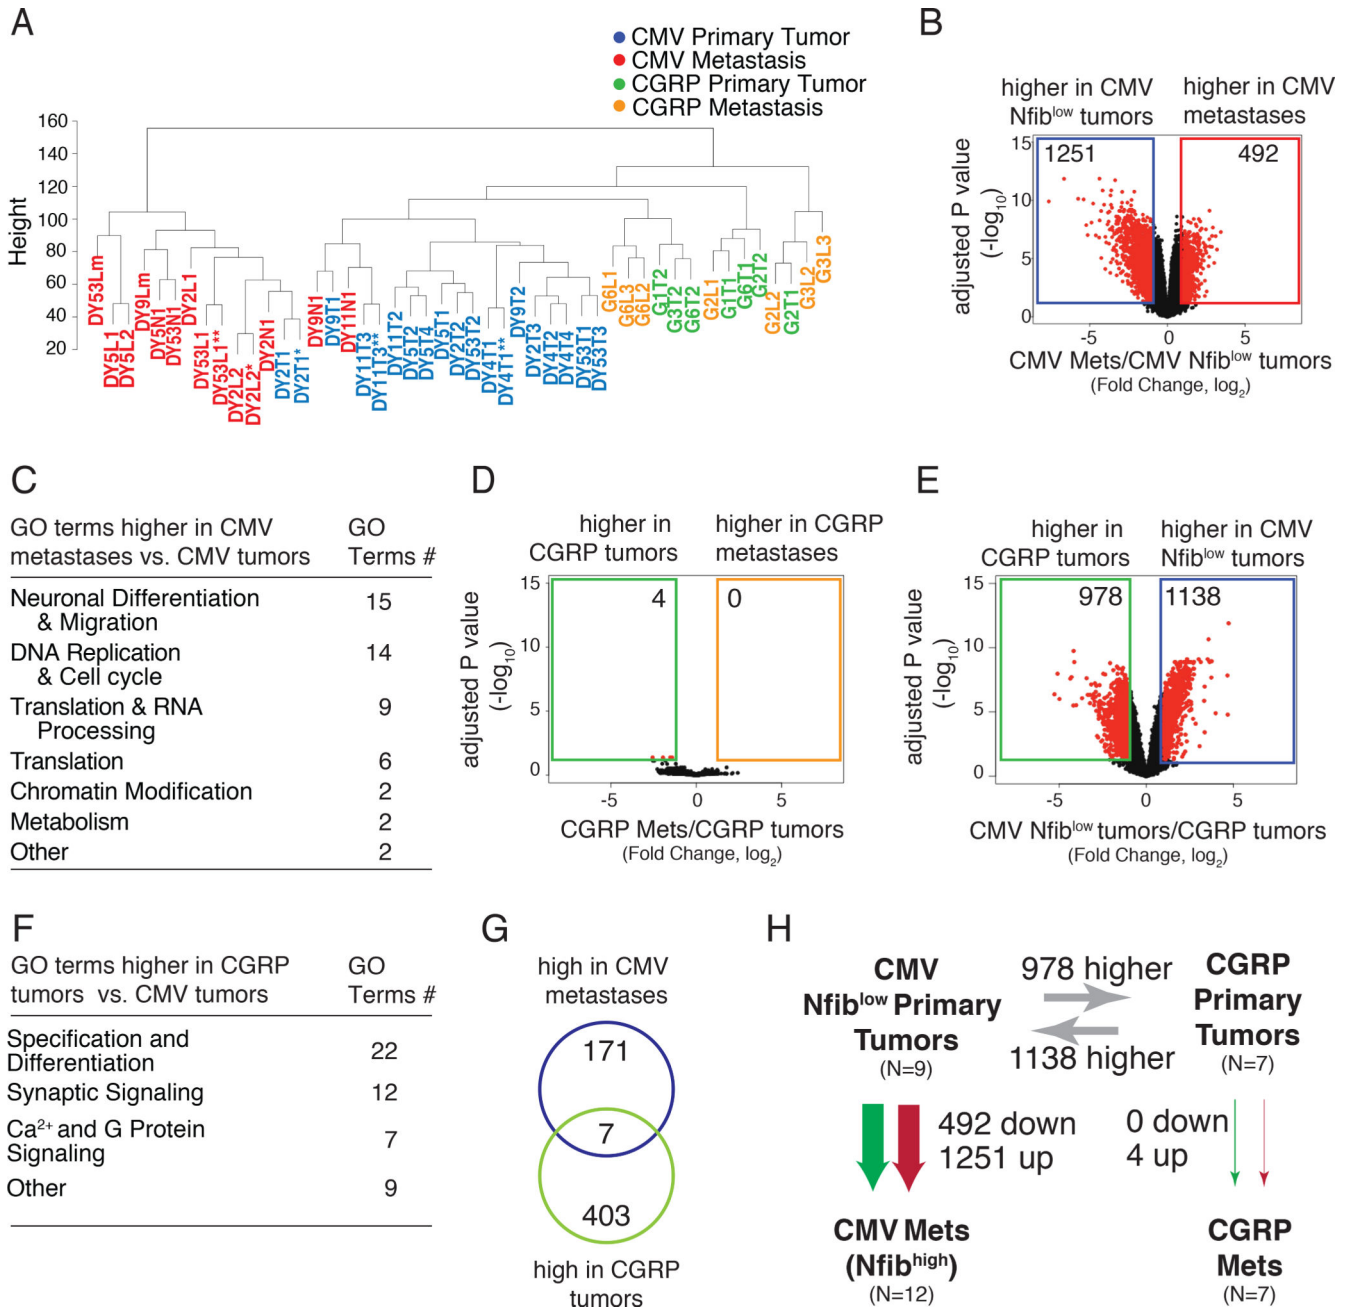 A
CMV Primary Tumor
CMV Metastasis
CGRP Primary Tumor
CGRP Metastasis
Height
160
140
120
100
80
60
40
20
DY53Lm
DY5L1
DY5L2
DY9Lm
DY5N1
DY53N1
DY2L1
DY53L1
DY53L1**
DY2L2
DY2L2*
DY2N1
DY2T1
DY2T1*
DY9N1
DY9T1
DY11N1
DY11T3
DY11T3**
DY11T2
DY5T2
DY5T4
DY5T1
DY2T2
DY53T2
DY4T1
DY4T1**
DY9T2
DY2T3
DY4T2
DY4T4
DY53T1
DY53T3
G6L1
G6L3
G6L2
G1T2
G3T2
G6T2
G2L1
G1T1
G6T1
G2T2
G2L2
G2T1
G3L2
G3L3
B
higher in CMV
Nfib^low tumors
higher in CMV
metastases
1251
492
adjusted P value
(-log10)
15
10
5
0
-5 0 5
CMV Mets/CMV Nfib^low tumors
(Fold Change, log2)
C
GO terms higher in CMV
metastases vs. CMV tumors
GO
Terms #
Neuronal Differentiation
& Migration
15
DNA Replication
& Cell cycle
14
Translation & RNA
Processing
9
Translation 6
Chromatin Modification 2
Metabolism 2
Other 2
D
higher in
CGRP tumors
higher in CGRP
metastases
4
0
adjusted P value
(-log10)
15
10
5
0
-5 0 5
CGRP Mets/CGRP tumors
(Fold Change, log2)
E
higher in
CGRP tumors
higher in CMV
Nfib^low tumors
978
1138
adjusted P value
(-log10)
15
10
5
0
-5 0 5
CMV Nfib^low tumors/CGRP tumors
(Fold Change, log2)
F
GO terms higher in CGRP
tumors vs. CMV tumors
GO
Terms #
Specification and
Differentiation
22
Synaptic Signaling 12
Ca2+ and G Protein
Signaling
7
Other 9
G
high in CMV
metastases
171
7
403
high in CGRP
tumors
H
CMV
Nfib^low Primary
Tumors
(N=9)
978 higher
1138 higher
CGRP
Primary
Tumors
(N=7)
492 down
1251 up
0 down
4 up
CMV Mets
(Nfib^high)
(N=12)
CGRP
Mets
(N=7)